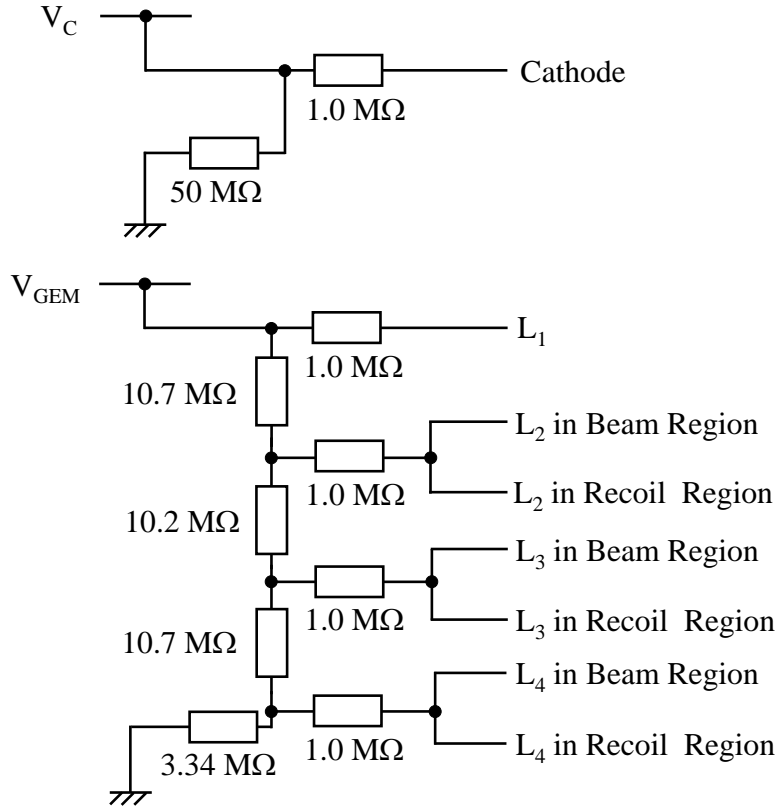 V_C
Cathode
1.0 MΩ
50 MΩ
V_GEM
L_1
1.0 MΩ
10.7 MΩ
L_2 in Beam Region
1.0 MΩ
L_2 in Recoil Region
10.2 MΩ
L_3 in Beam Region
1.0 MΩ
L_3 in Recoil Region
10.7 MΩ
L_4 in Beam Region
1.0 MΩ
L_4 in Recoil Region
3.34 MΩ